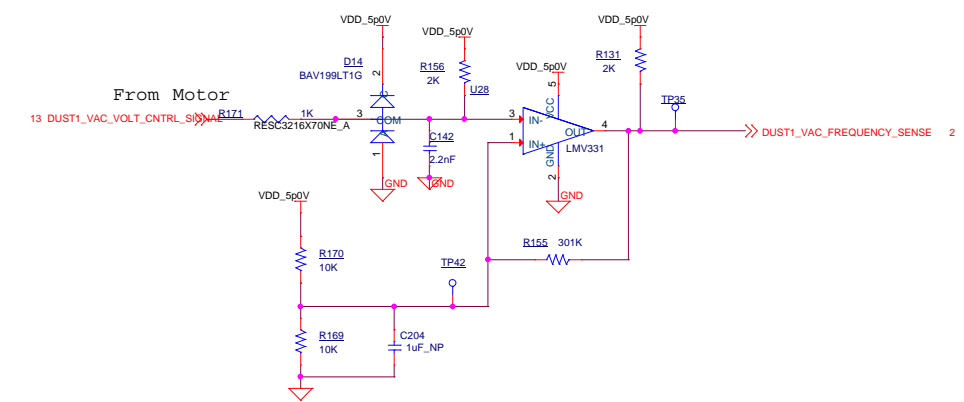 VDD_5p0V
VDD_5p0V
VDD_5p0V
VDD_5p0V
D14
BAV199LT1G
R156
2K
R131
2K
U28
TP35
From Motor
13 DUST1_VAC_VOLT_CNTRL_SIGNAL
R171
1K
RESC3216X70NE_A
2
3
COM
1
C
A
C142
2.2nF
GND
GND
3
1
IN-
IN+
5
VCC
OUT
4
LMV331
GND
2
GND
DUST1_VAC_FREQUENCY_SENSE 2
VDD_5p0V
R155 301K
R170
10K
TP42
R169
10K
C204
1uF_NP